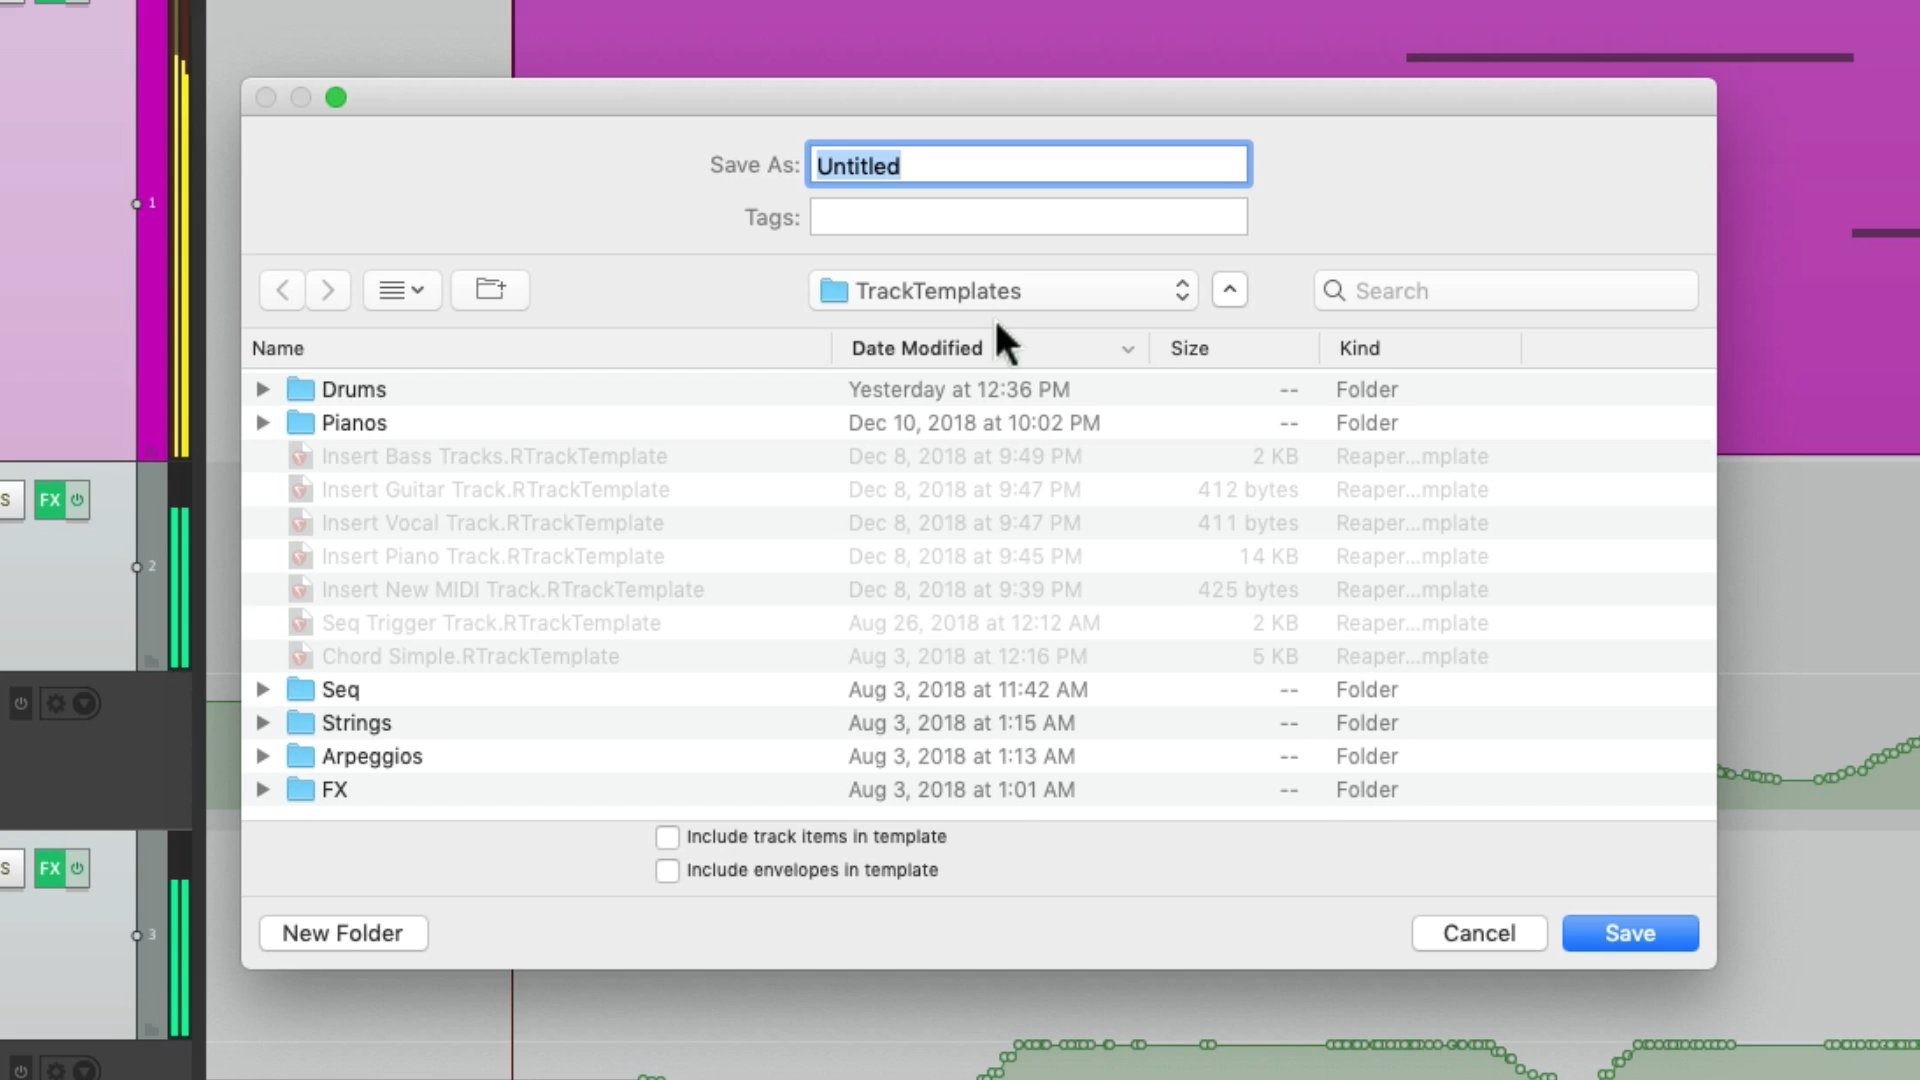 Save As: Untitled
Tags:
TrackTemplates
Search
Name Date Modified Size Kind
Drums Yesterday at 12:36 PM -- Folder
Pianos Dec 10, 2018 at 10:02 PM -- Folder
Insert Bass Tracks.RTrackTemplate Dec 8, 2018 at 9:49 PM 2 KB Reaper...mplate
Insert Guitar Track.RTrackTemplate Dec 8, 2018 at 9:47 PM 412 bytes Reaper...mplate
Insert Vocal Track.RTrackTemplate Dec 8, 2018 at 9:47 PM 411 bytes Reaper...mplate
Insert Piano Track.RTrackTemplate Dec 8, 2018 at 9:45 PM 14 KB Reaper...mplate
Insert New MIDI Track.RTrackTemplate Dec 8, 2018 at 9:39 PM 425 bytes Reaper...mplate
Seq Trigger Track.RTrackTemplate Aug 26, 2018 at 12:12 AM 2 KB Reaper...mplate
Chord Simple.RTrackTemplate Aug 3, 2018 at 12:16 PM 5 KB Reaper...mplate
Seq Aug 3, 2018 at 11:42 AM -- Folder
Strings Aug 3, 2018 at 1:15 AM -- Folder
Arpeggios Aug 3, 2018 at 1:13 AM -- Folder
FX Aug 3, 2018 at 1:01 AM -- Folder
Include track items in template
Include envelopes in template
New Folder Cancel Save
1
S FX
2
S FX
3